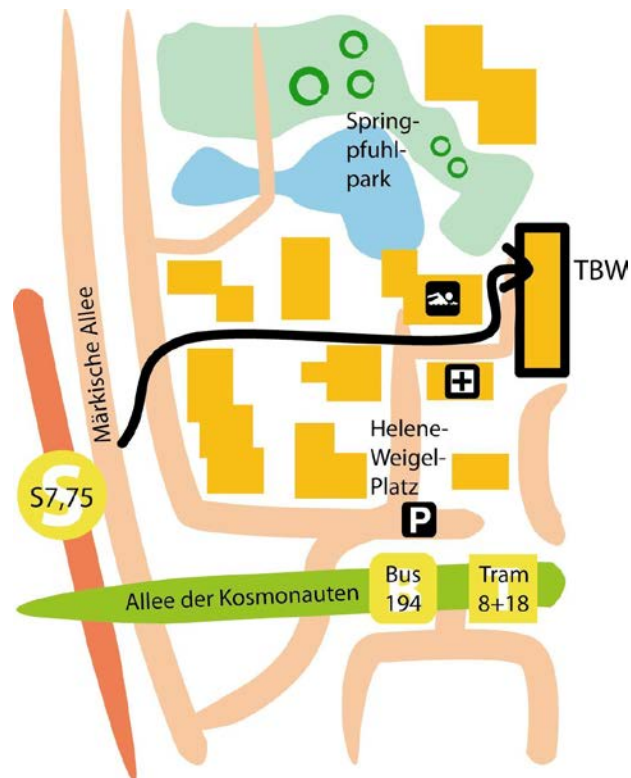 Spring-
pfuhl-
park
TBW
Märkische Allee
Helene-
Weigel-
Platz
S7,75
P
Allee der Kosmonauten
Bus
194
Tram
8+18